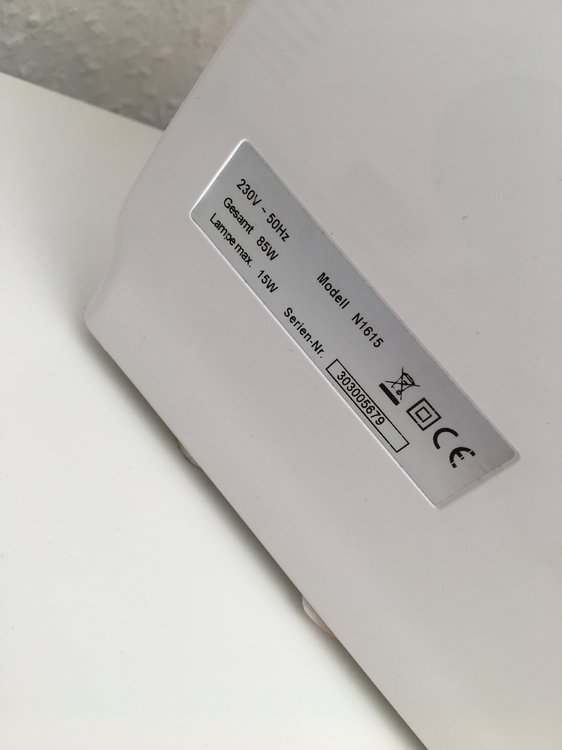 230V ~ 50Hz
Gesamt 85W
Lampe max. 15W
Modell N1615
Serien-Nr.
303005679
CE